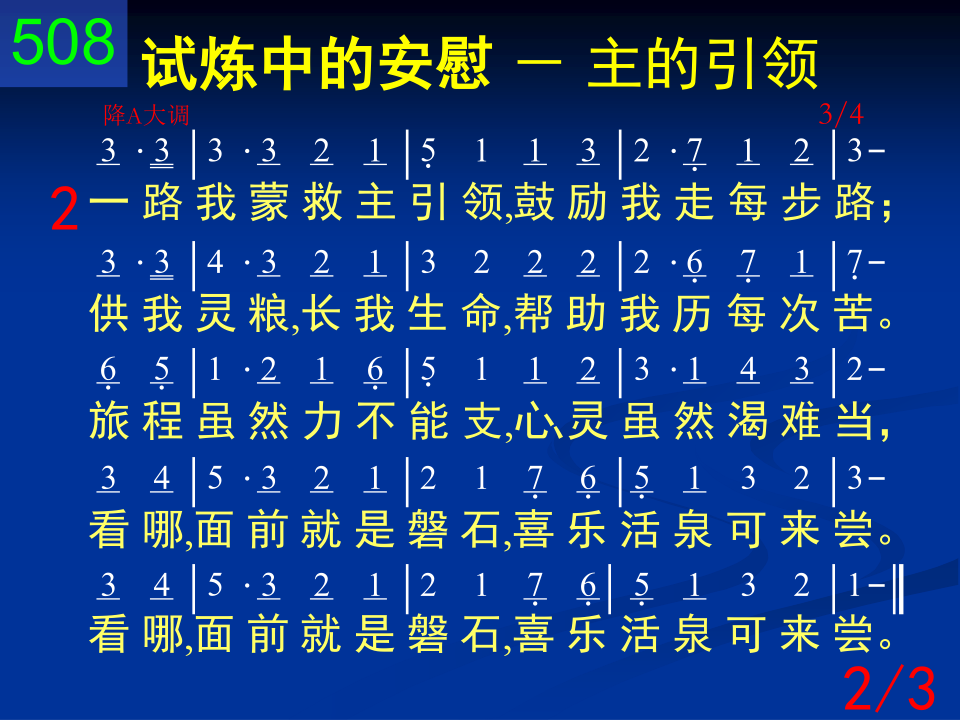 508
试炼中的安慰 － 主的引领
降A大调 3/4
3·3|3·3 2 1|5 1 1 3|2·7 1 2|3-
2 一路我蒙救主引领,鼓励我走每步路；
3·3|4·3 2 1|3 2 2 2|2·6 7 1|7-
供我灵粮,长我生命,帮助我历每次苦。
6 5|1·2 1 6|5 1 1 2|3·1 4 3|2-
旅程虽然力不能支,心灵虽然渴难当，
3 4|5·3 2 1|2 1 7 6|5 1 3 2|3-
看哪,面前就是磐石,喜乐活泉可来尝。
3 4|5·3 2 1|2 1 7 6|5 1 3 2|1-‖
看哪,面前就是磐石,喜乐活泉可来尝。
2/3